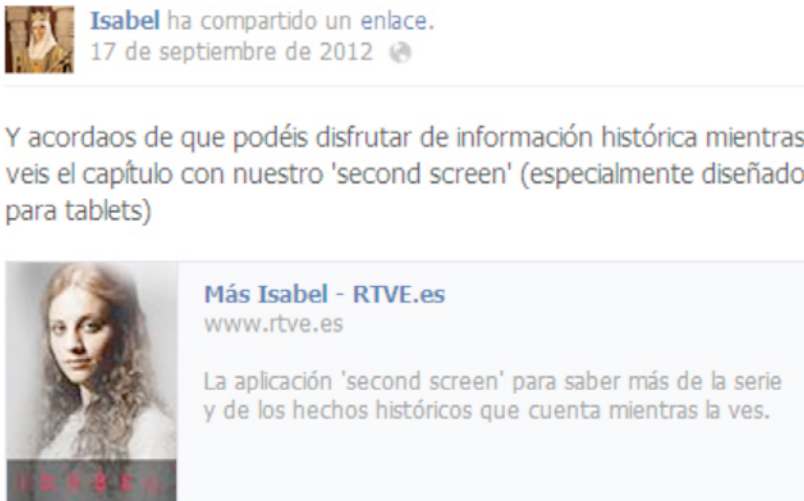 Isabel ha compartido un enlace.
17 de septiembre de 2012
Y acordaos de que podéis disfrutar de información histórica mientras
veis el capítulo con nuestro 'second screen' (especialmente diseñado
para tablets)
Más Isabel - RTVE.es
www.rtve.es
La aplicación 'second screen' para saber más de la serie
y de los hechos históricos que cuenta mientras la ves.